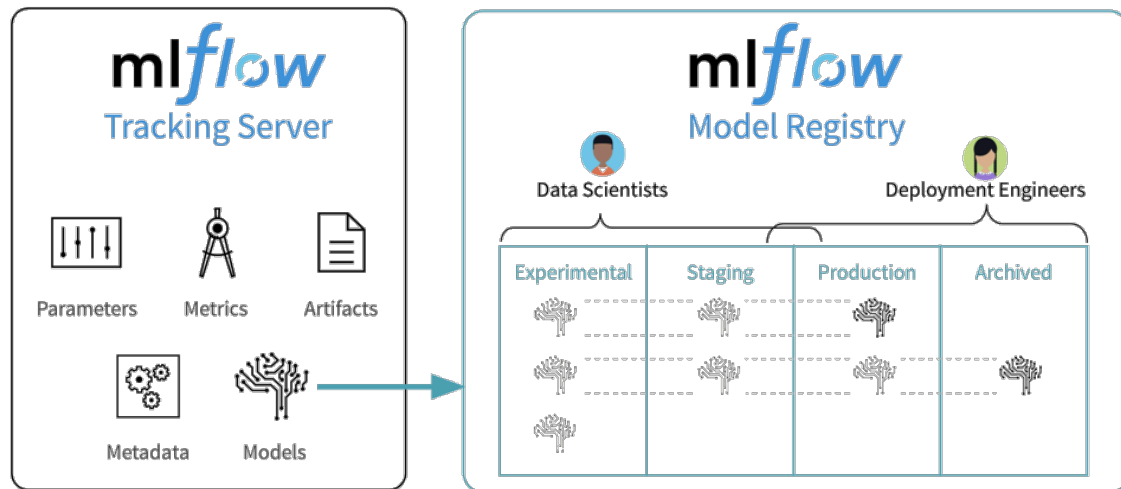 mlflow
Tracking Server
Parameters
Metrics
Artifacts
Metadata
Models
mlflow
Model Registry
Data Scientists
Deployment Engineers
Experimental
Staging
Production
Archived